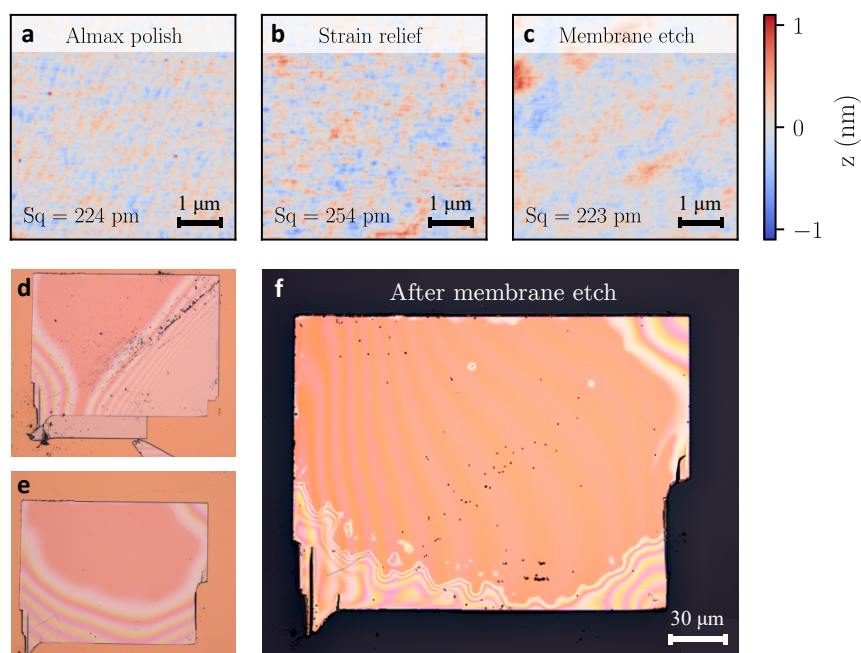 a Almax polish
1 μm
Sq = 224 pm
b Strain relief
1 μm
Sq = 254 pm
c Membrane etch
1 μm
Sq = 223 pm
1
0
−1
z (nm)
d
e
f After membrane etch
30 μm